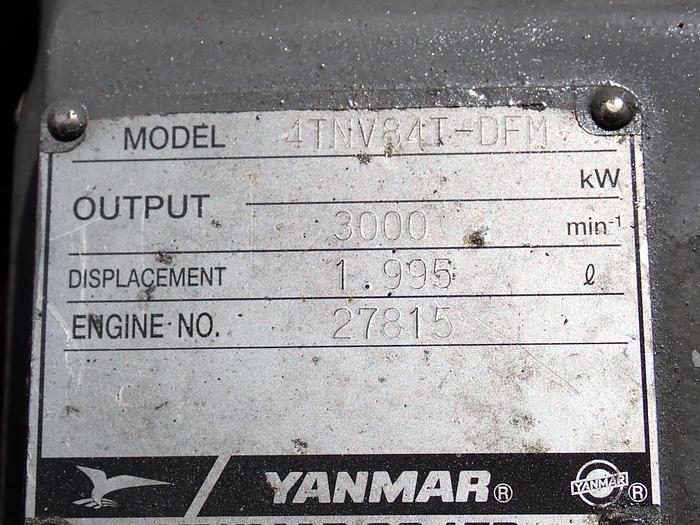 MODEL 4TNV84T-DFM
OUTPUT
kW
3000 min⁻¹
DISPLACEMENT 1.995 ℓ
ENGINE NO. 27815
YANMAR® YANMAR ®